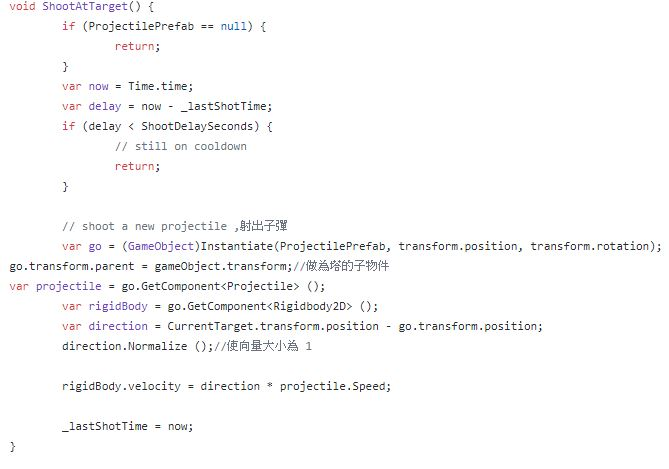 void ShootAtTarget() {
if (ProjectilePrefab == null) {
return;
}
var now = Time.time;
var delay = now - _lastShotTime;
if (delay < ShootDelaySeconds) {
// still on cooldown
return;
}
// shoot a new projectile ,射出子彈
var go = (GameObject)Instantiate(ProjectilePrefab, transform.position, transform.rotation);
go.transform.parent = gameObject.transform;//做為塔的子物件
var projectile = go.GetComponent<Projectile> ();
var rigidBody = go.GetComponent<Rigidbody2D> ();
var direction = CurrentTarget.transform.position - go.transform.position;
direction.Normalize ();//使向量大小為 1
rigidBody.velocity = direction * projectile.Speed;
_lastShotTime = now;
}